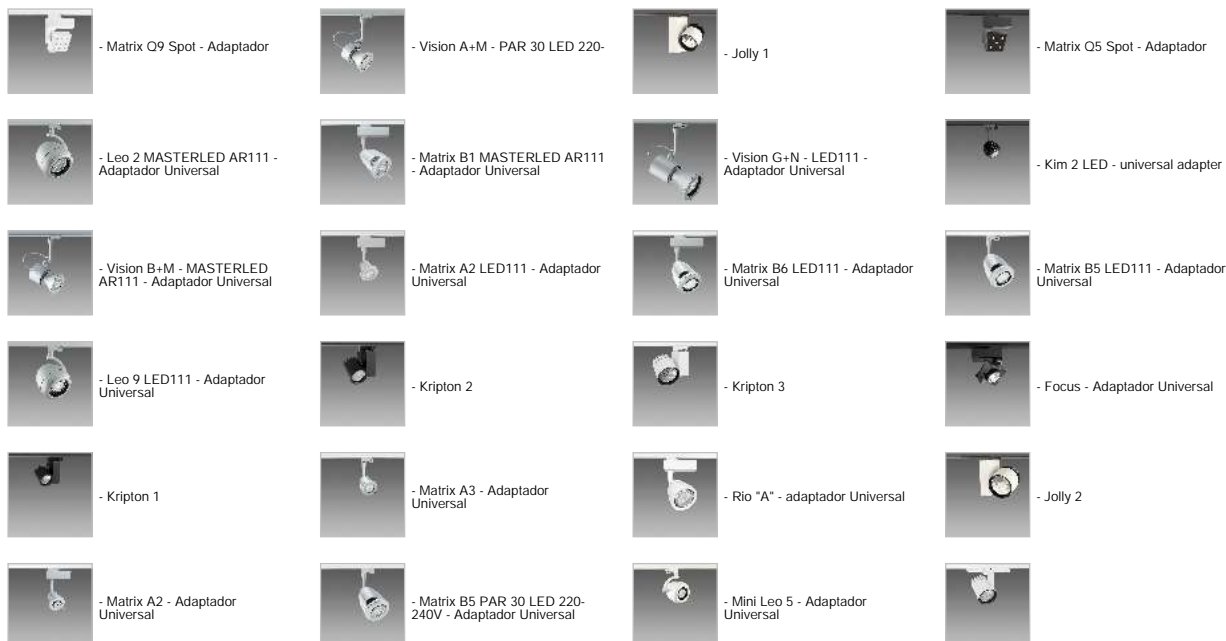 - Matrix Q9 Spot - Adaptador
- Vision A+M - PAR 30 LED 220-
- Jolly 1
- Matrix Q5 Spot - Adaptador
- Leo 2 MASTERLED AR111 -
Adaptador Universal
- Matrix B1 MASTERLED AR111
- Adaptador Universal
- Vision G+N - LED111 -
Adaptador Universal
- Kim 2 LED - universal adapter
- Vision B+M - MASTERLED
AR111 - Adaptador Universal
- Matrix A2 LED111 - Adaptador
Universal
- Matrix B6 LED111 - Adaptador
Universal
- Matrix B5 LED111 - Adaptador
Universal
- Leo 9 LED111 - Adaptador
Universal
- Kripton 2
- Kripton 3
- Focus - Adaptador Universal
- Kripton 1
- Matrix A3 - Adaptador
Universal
- Rio "A" - adaptador Universal
- Jolly 2
- Matrix A2 - Adaptador
Universal
- Matrix B5 PAR 30 LED 220-
240V - Adaptador Universal
- Mini Leo 5 - Adaptador
Universal